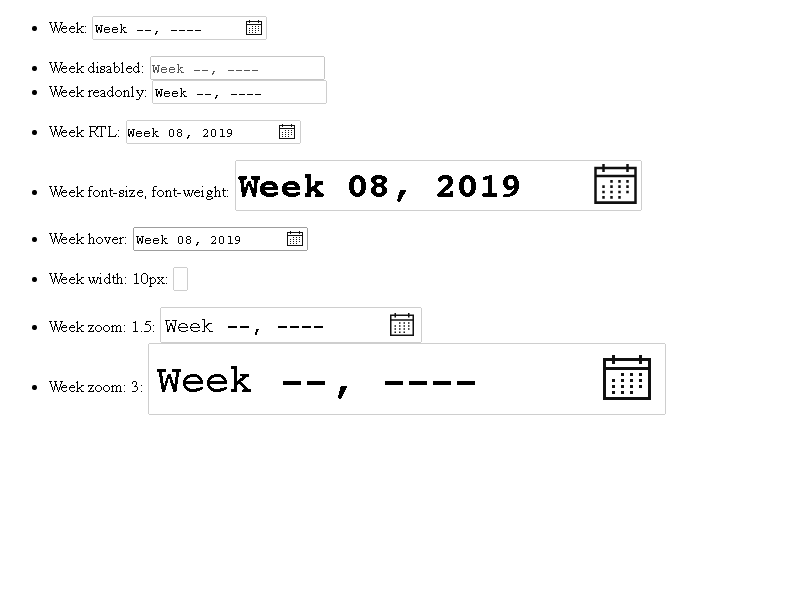 Week: Week --, ----
Week disabled: Week --, ----
Week readonly: Week --, ----
Week RTL: Week 08, 2019
Week font-size, font-weight: Week 08, 2019
Week hover: Week 08, 2019
Week width: 10px:
Week zoom: 1.5: Week --, ----
Week zoom: 3: Week --, ----